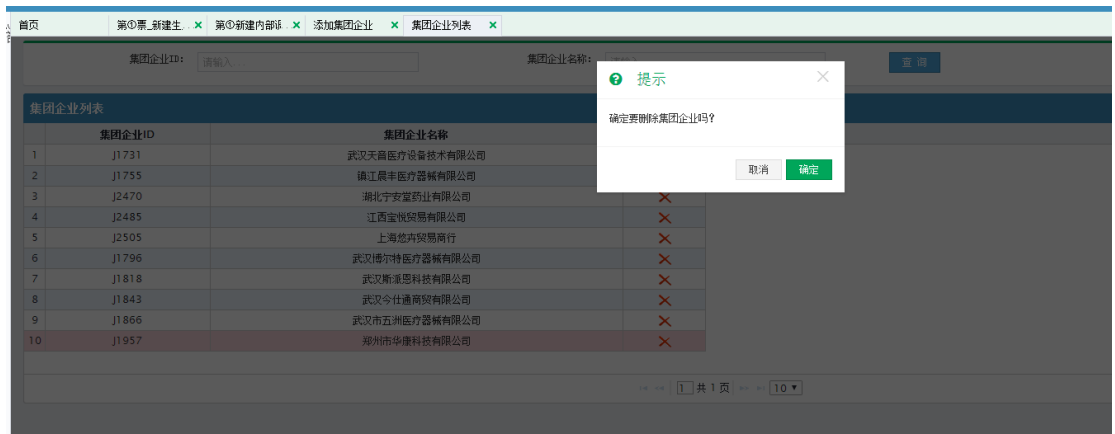 首页 第①票_新建生... 第①新建内部讠... 添加集团企业 集团企业列表
集团企业ID: 请输入... 集团企业名称: 查 询
提示
确定要删除集团企业吗?
取消 确定
集团企业列表
集团企业ID 集团企业名称
1 J1731 武汉天昌医疗设备技术有限公司
2 J1755 镇江晨丰医疗器械有限公司
3 J2470 湖北宁安堂药业有限公司
4 J2485 江西宝悦贸易有限公司
5 J2505 上海悠卉贸易商行
6 J1796 武汉博尔特医疗器械有限公司
7 J1818 武汉斯派恩科技有限公司
8 J1843 武汉今仕通商贸有限公司
9 J1866 武汉市五洲医疗器械有限公司
10 J1957 郑州市华康科技有限公司
1 共 1 页 10